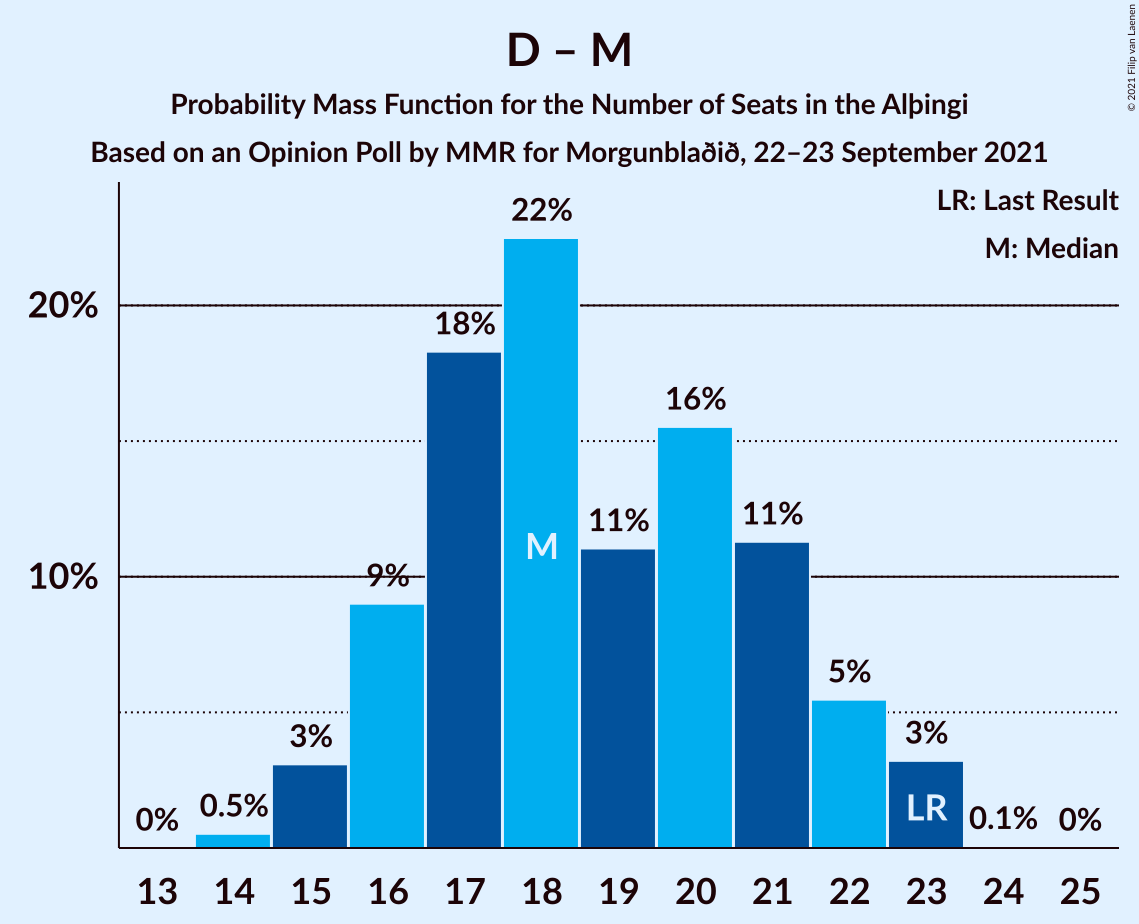 D – M
Probability Mass Function for the Number of Seats in the Alþingi
Based on an Opinion Poll by MMR for Morgunblaðið, 22–23 September 2021
© 2021 Filip van Laenen
LR: Last Result
M: Median
20%
10%
0%
0.5%
3%
9%
18%
22%
11%
16%
11%
5%
3%
0.1%
0%
M
LR
13 14 15 16 17 18 19 20 21 22 23 24 25